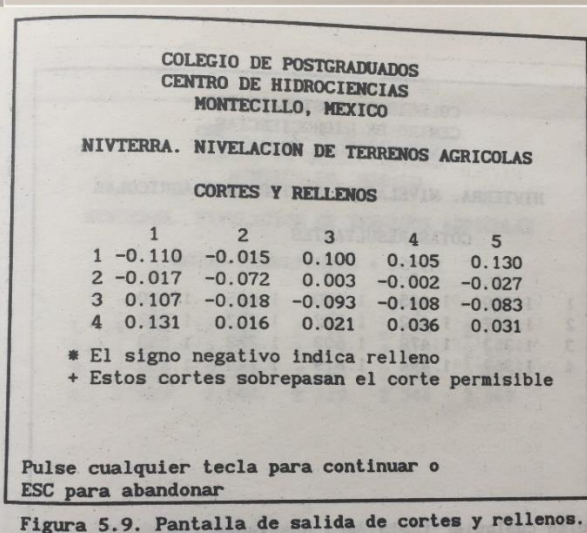 COLEGIO DE POSTGRADUADOS
CENTRO DE HIDROCIENCIAS
MONTECILLO, MEXICO
NIVTERRA. NIVELACION DE TERRENOS AGRICOLAS
CORTES Y RELLENOS
1 2 3 4 5
1 -0.110 -0.015 0.100 0.105 0.130
2 -0.017 -0.072 0.003 -0.002 -0.027
3 0.107 -0.018 -0.093 -0.108 -0.083
4 0.131 0.016 0.021 0.036 0.031
* El signo negativo indica relleno
+ Estos cortes sobrepasan el corte permisible
Pulse cualquier tecla para continuar o
ESC para abandonar
Figura 5.9. Pantalla de salida de cortes y rellenos.